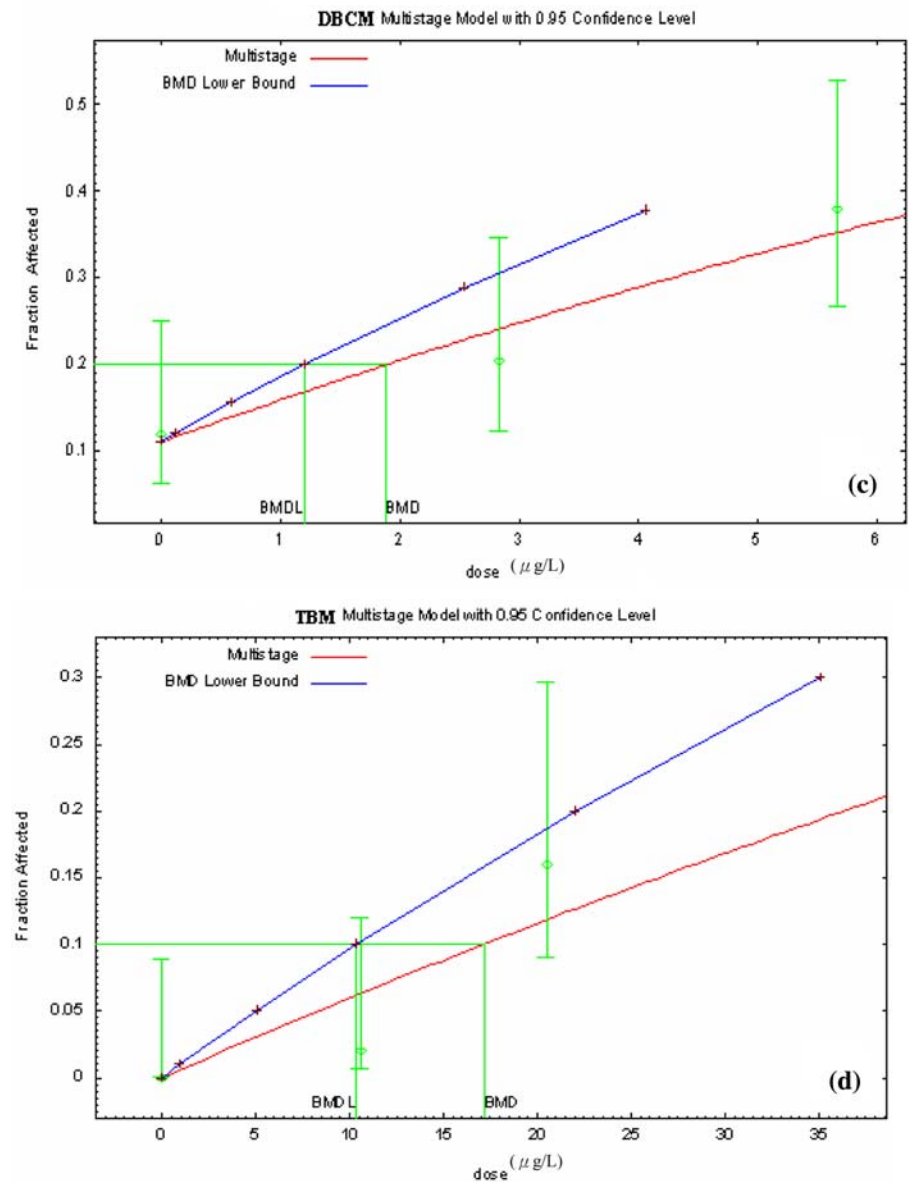 DBCM Multistage Model with 0.95 Confidence Level
Multistage
BMD Lower Bound
0.5
0.4
0.3
0.2
0.1
Fraction Affected
BMDL
BMD
(c)
0 1 2 3 4 5 6
dose (μg/L)
TBM Multistage Model with 0.95 Confidence Level
Multistage
BMD Lower Bound
0.3
0.25
0.2
0.15
0.1
0.05
0
Fraction Affected
BMDL
BMD
(d)
0 5 10 15 20 25 30 35
dose (μg/L)